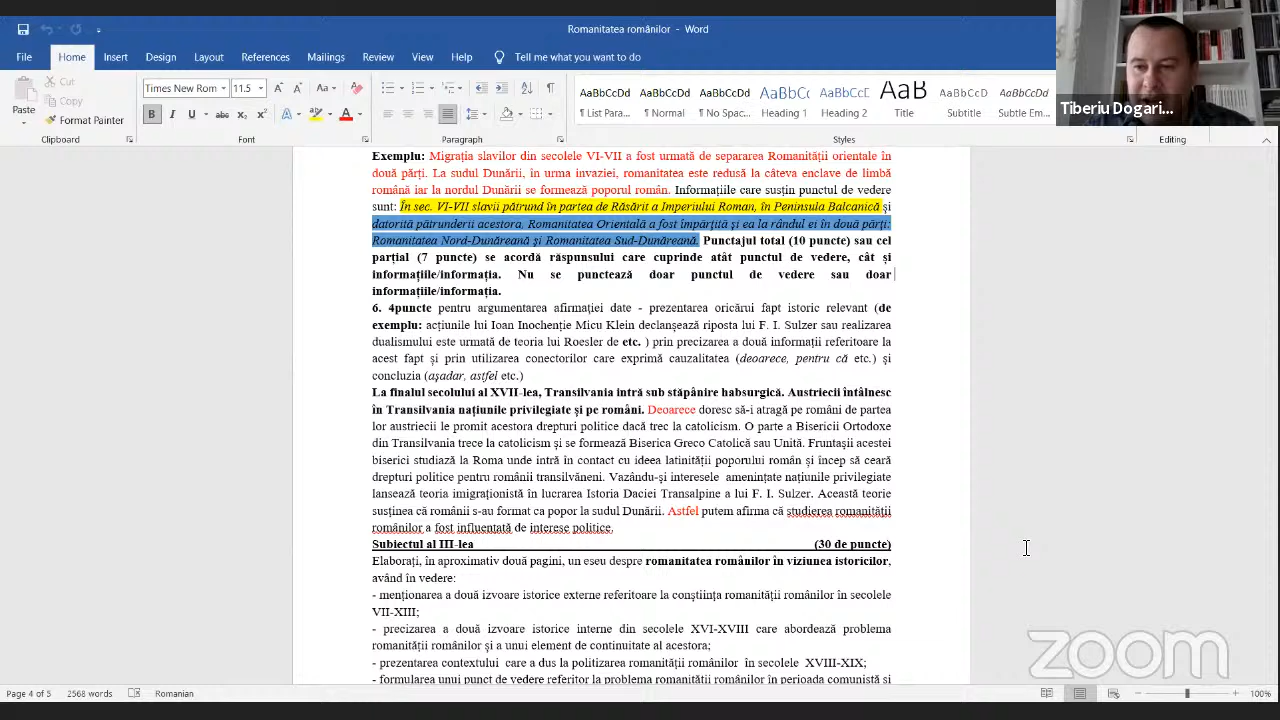 Romanitatea românilor - Word
File Home Insert Design Layout References Mailings Review View Help Tell me what you want to do
Paste
Cut
Copy
Format Painter
Clipboard
Times New Rom 11.5
Font
Paragraph
AaBbCcDd AaBbCcDd AaBbCcDd AaBbCc AaBbCcD AaB AaBbCcD AaBbCcDd
¶ List Para... ¶ Normal ¶ No Spac... Heading 1 Heading 2 Title Subtitle Subtle Em...
Styles
Editing
Tiberiu Dogari...
Exemplu: Migrația slavilor din secolele VI-VII a fost urmată de separarea Romanității orientale în
două părți. La sudul Dunării, în urma invaziei, romanitatea este redusă la câteva enclave de limbă
română iar la nordul Dunării se formează poporul român. Informațiile care susțin punctul de vedere
sunt: În sec. VI-VII slavii pătrund în partea de Răsărit a Imperiului Roman, în Peninsula Balcanică și
datorită pătrunderii acestora, Romanitatea Orientală a fost împărțită și ea la rândul ei în două părți:
Romanitatea Nord-Dunăreană și Romanitatea Sud-Dunăreană. Punctajul total (10 puncte) sau cel
parțial (7 puncte) se acordă răspunsului care cuprinde atât punctul de vedere, cât și
informațiile/informația. Nu se punctează doar punctul de vedere sau doar
informațiile/informația.
6. 4puncte pentru argumentarea afirmației date - prezentarea oricărui fapt istoric relevant (de
exemplu: acțiunile lui Ioan Inochenție Micu Klein declanșează riposta lui F. I. Sulzer sau realizarea
dualismului este urmată de teoria lui Roesler de etc. ) prin precizarea a două informații referitoare la
acest fapt și prin utilizarea conectorilor care exprimă cauzalitatea (deoarece, pentru că etc.) și
concluzia (așadar, astfel etc.)
La finalul secolului al XVII-lea, Transilvania intră sub stăpânire habsurgică. Austriecii întâlnesc
în Transilvania națiunile privilegiate și pe români. Deoarece doresc să-i atragă pe români de partea
lor austriecii le promit acestora drepturi politice dacă trec la catolicism. O parte a Bisericii Ortodoxe
din Transilvania trece la catolicism și se formează Biserica Greco Catolică sau Unită. Fruntașii acestei
biserici studiază la Roma unde intră în contact cu ideea latinității poporului român și încep să ceară
drepturi politice pentru românii transilvăneni. Vazându-și interesele amenințate națiunile privilegiate
lansează teoria imigraționistă în lucrarea Istoria Daciei Transalpine a lui F. I. Sulzer. Această teorie
susținea că românii s-au format ca popor la sudul Dunării. Astfel putem afirma că studierea romanității
românilor a fost influențată de interese politice.
Subiectul al III-lea (30 de puncte)
Elaborați, în aproximativ două pagini, un eseu despre romanitatea românilor în viziunea istoricilor,
având în vedere:
- menționarea a două izvoare istorice externe referitoare la conștiința romanității românilor în secolele
VII-XIII;
- precizarea a două izvoare istorice interne din secolele XVI-XVIII care abordează problema
romanității românilor și a unui element de continuitate al acestora;
- prezentarea contextului care a dus la politizarea romanității românilor în secolele XVIII-XIX;
- formularea unui punct de vedere referitor la problema romanității românilor în perioada comunistă și
zoom
Page 4 of 5 2568 words Romanian 100%